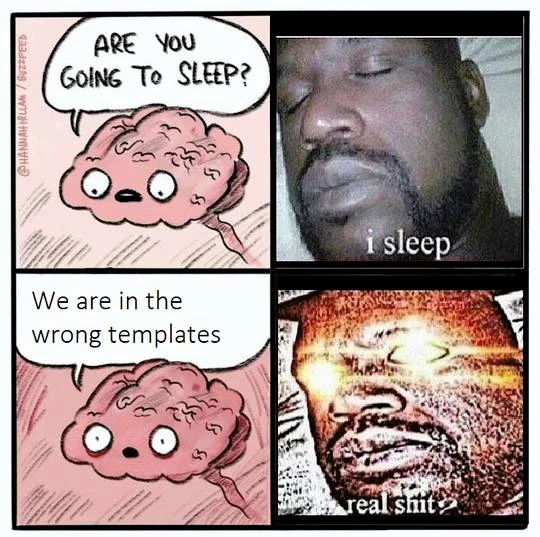 ARE YOU
GOING TO SLEEP?
@HANNAHHILLAM / BUZZFEED
i sleep
We are in the
wrong templates
real shit?